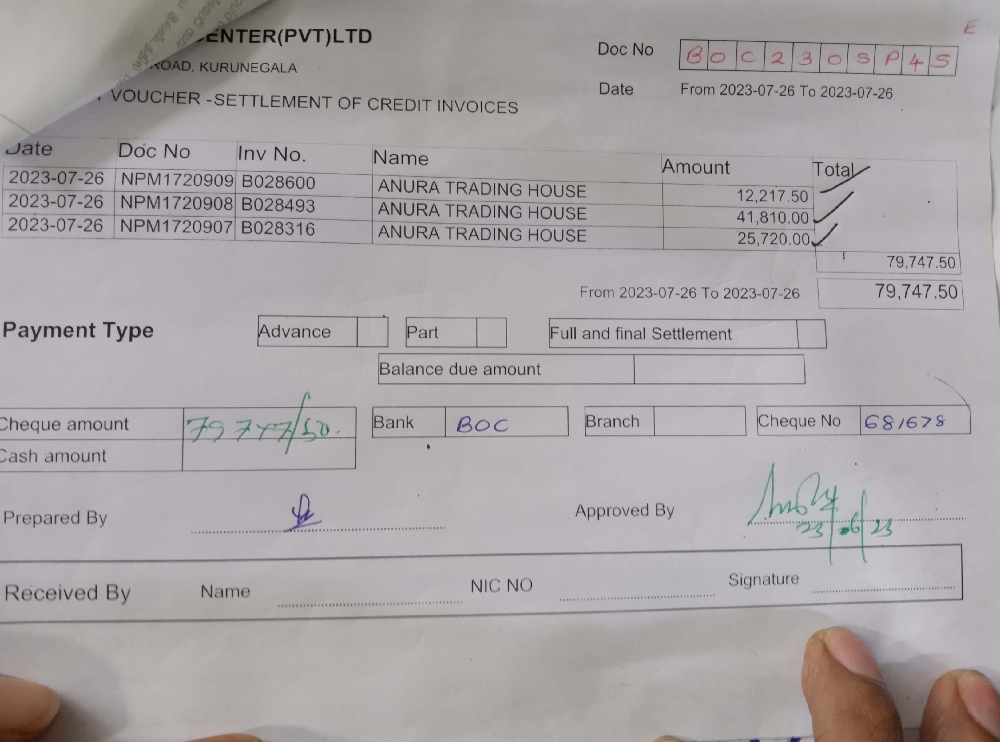 E
ENTER(PVT)LTD
ROAD, KURUNEGALA
VOUCHER -SETTLEMENT OF CREDIT INVOICES
Doc No BOC230SP45
Date From 2023-07-26 To 2023-07-26
Date Doc No Inv No. Name Amount Total
2023-07-26 NPM1720909 B028600 ANURA TRADING HOUSE 12,217.50
2023-07-26 NPM1720908 B028493 ANURA TRADING HOUSE 41,810.00
2023-07-26 NPM1720907 B028316 ANURA TRADING HOUSE 25,720.00
79,747.50
From 2023-07-26 To 2023-07-26 79,747.50
Payment Type Advance Part Full and final Settlement
Balance due amount
Cheque amount 79747/50. Bank BOC Branch Cheque No 681678
Cash amount
Prepared By Approved By
23/06/23
Received By Name NIC NO Signature